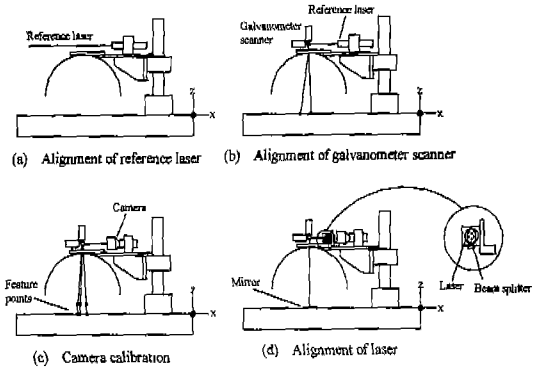 Reference laser
z
x
(a) Alignment of reference laser
Galvanometer
scanner
Reference laser
z
x
(b) Alignment of galvanometer scanner
Camera
Feature
points
x
(c) Camera calibration
Mirror
z
x
Laser
Beam splitter
(d) Alignment of laser